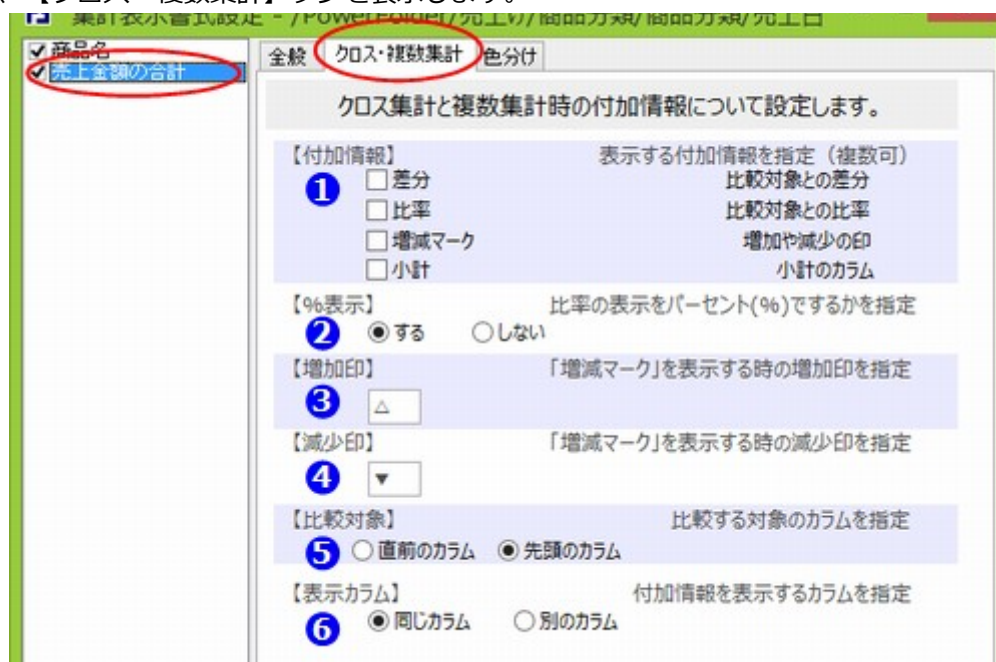 【クロス・複数集計】タブを表示します。
集計表示書式設定 - /PowerFolder/売上v7/商品分類/商品分類/売上日
商品名
売上金額の合計
全般 クロス・複数集計 色分け
クロス集計と複数集計時の付加情報について設定します。
【付加情報】 表示する付加情報を指定（複数可）
1 差分 比較対象との差分
比率 比較対象との比率
増減マーク 増加や減少の印
小計 小計のカラム
【%表示】 比率の表示をパーセント(%)でするかを指定
2 する しない
【増加印】 「増減マーク」を表示する時の増加印を指定
3 △
【減少印】 「増減マーク」を表示する時の減少印を指定
4 ▼
【比較対象】 比較する対象のカラムを指定
5 直前のカラム 先頭のカラム
【表示カラム】 付加情報を表示するカラムを指定
6 同じカラム 別のカラム